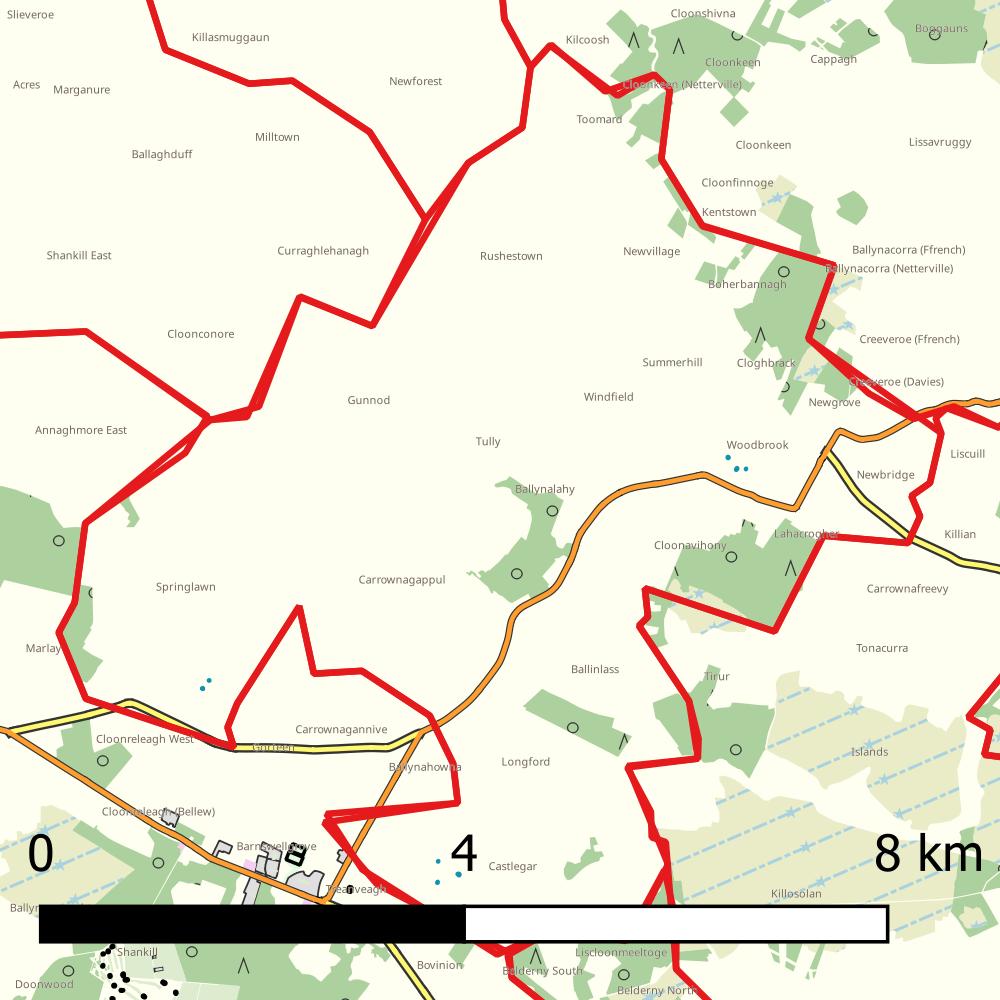 Slieveroe
Cloonshivna
Boggauns
Killasmuggaun
Kilcoosh
Cloonkeen
Cappagh
Acres
Marganure
Newforest
Cloonkeen (Netterville)
Toomard
Milltown
Cloonkeen
Lissavruggy
Ballaghduff
Cloonfinnoge
Kentstown
Shankill East
Curraghlehanagh
Rushestown
Newvillage
Ballynacorra (Ffrench)
Ballynacorra (Netterville)
Boherbannagh
Cloonconore
Creeveroe (Ffrench)
Summerhill
Cloghbrack
Creeveroe (Davies)
Gunnod
Windfield
Newgrove
Annaghmore East
Tully
Woodbrook
Liscuill
Newbridge
Ballynalahy
Lahacrogher
Killian
Cloonavihony
Springlawn
Carrownagappul
Carrownafreevy
Marlay
Tonacurra
Ballinlass
Tirur
Carrownagannive
Cloonreleagh West
Gorteen
Islands
Ballynahowna
Longford
Cloonreleagh (Bellew)
Barnswellgrove
0 4 8 km
Castlegar
Treanveagh
Killosolan
Shankill
Liscloonmeeltoge
Bovinion
Belderny South
Doonwood
Belderny North